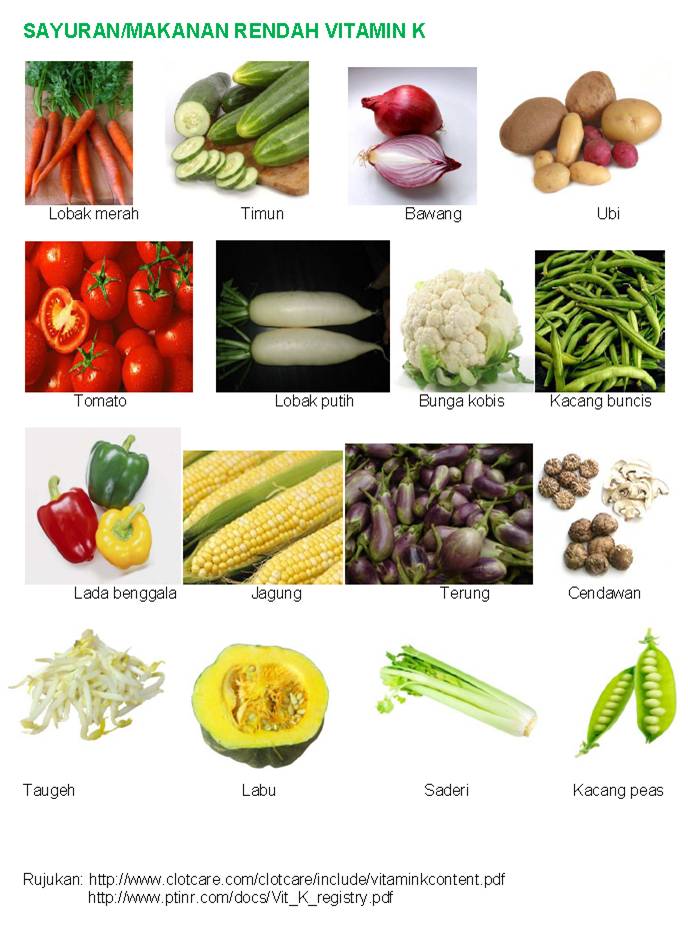 SAYURAN/MAKANAN RENDAH VITAMIN K
Lobak merah Timun Bawang Ubi
Tomato Lobak putih Bunga kobis Kacang buncis
Lada benggala Jagung Terung Cendawan
Taugeh Labu Saderi Kacang peas
Rujukan: http://www.clotcare.com/clotcare/include/vitaminkcontent.pdf
http://www.ptinr.com/docs/Vit_K_registry.pdf